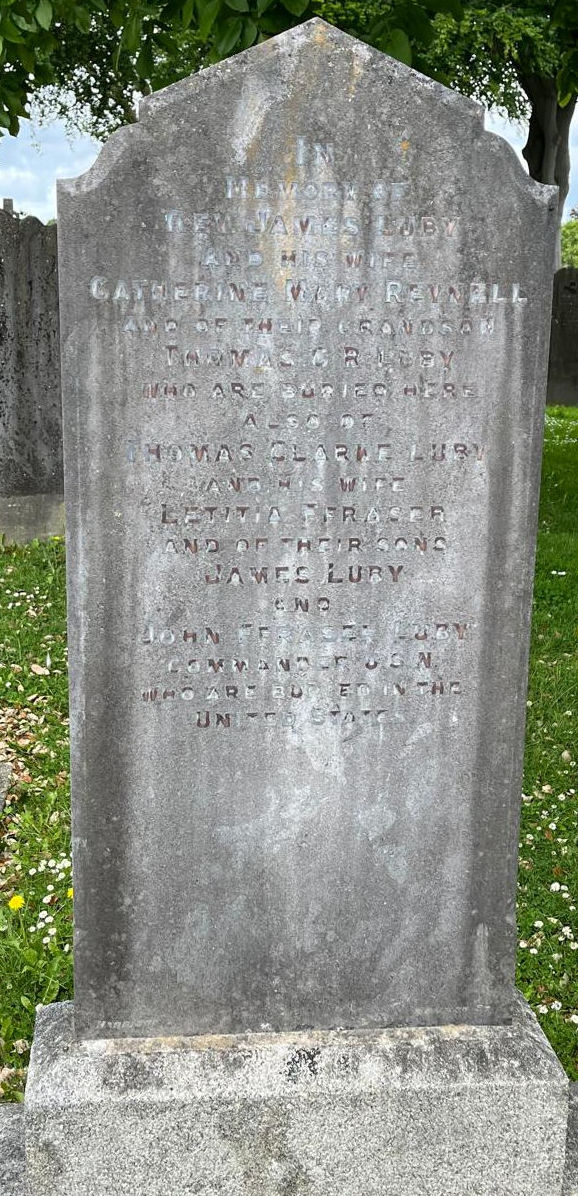 IN
MEMORY OF
REV. JAMES LUBY
AND HIS WIFE
CATHERINE MARY REYNELL
AND OF THEIR GRANDSON
THOMAS C R LUBY
WHO ARE BURIED HERE
ALSO OF
THOMAS CLARKE LUBY
AND HIS WIFE
LETITIA FFRASER
AND OF THEIR SONS
JAMES LUBY
AND
JOHN FFRASER LUBY
COMMANDER U.S.N.
WHO ARE BURIED IN THE
UNITED STATES